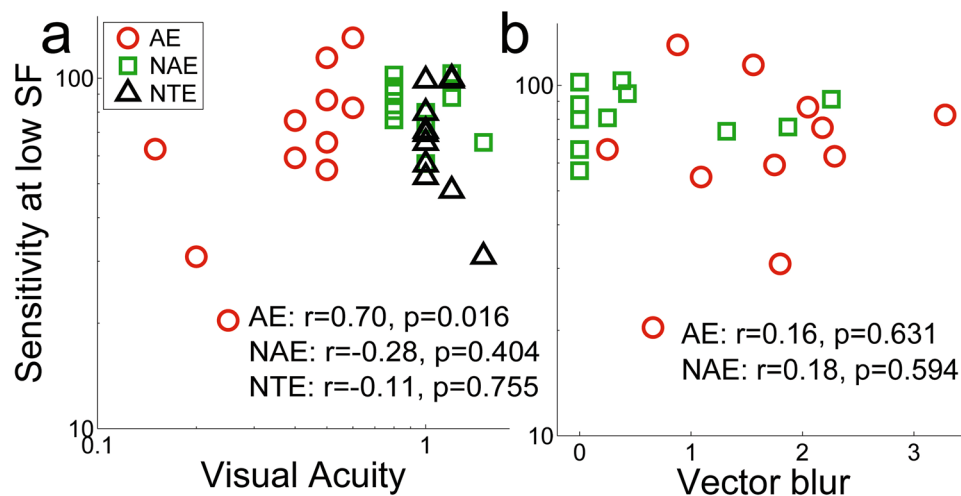 a
AE
NAE
NTE
b
Sensitivity at low SF
100
10
0.1
1
AE: r=0.70, p=0.016
NAE: r=-0.28, p=0.404
NTE: r=-0.11, p=0.755
Visual Acuity
100
10
0
1
2
3
AE: r=0.16, p=0.631
NAE: r=0.18, p=0.594
Vector blur